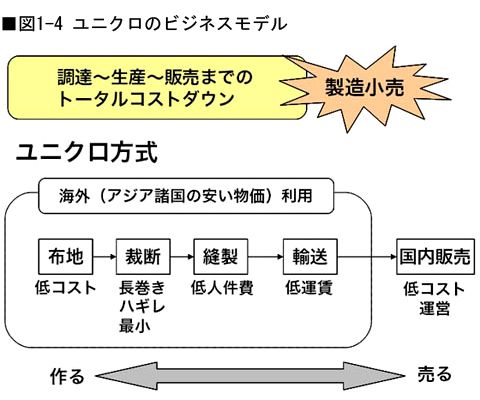 ■図1-4 ユニクロのビジネスモデル
調達～生産～販売までの
トータルコストダウン
製造小売
ユニクロ方式
海外（アジア諸国の安い物価）利用
布地
裁断
縫製
輸送
国内販売
低コスト
長巻き
ハギレ
最小
低人件費
低運賃
低コスト
運営
作る
売る